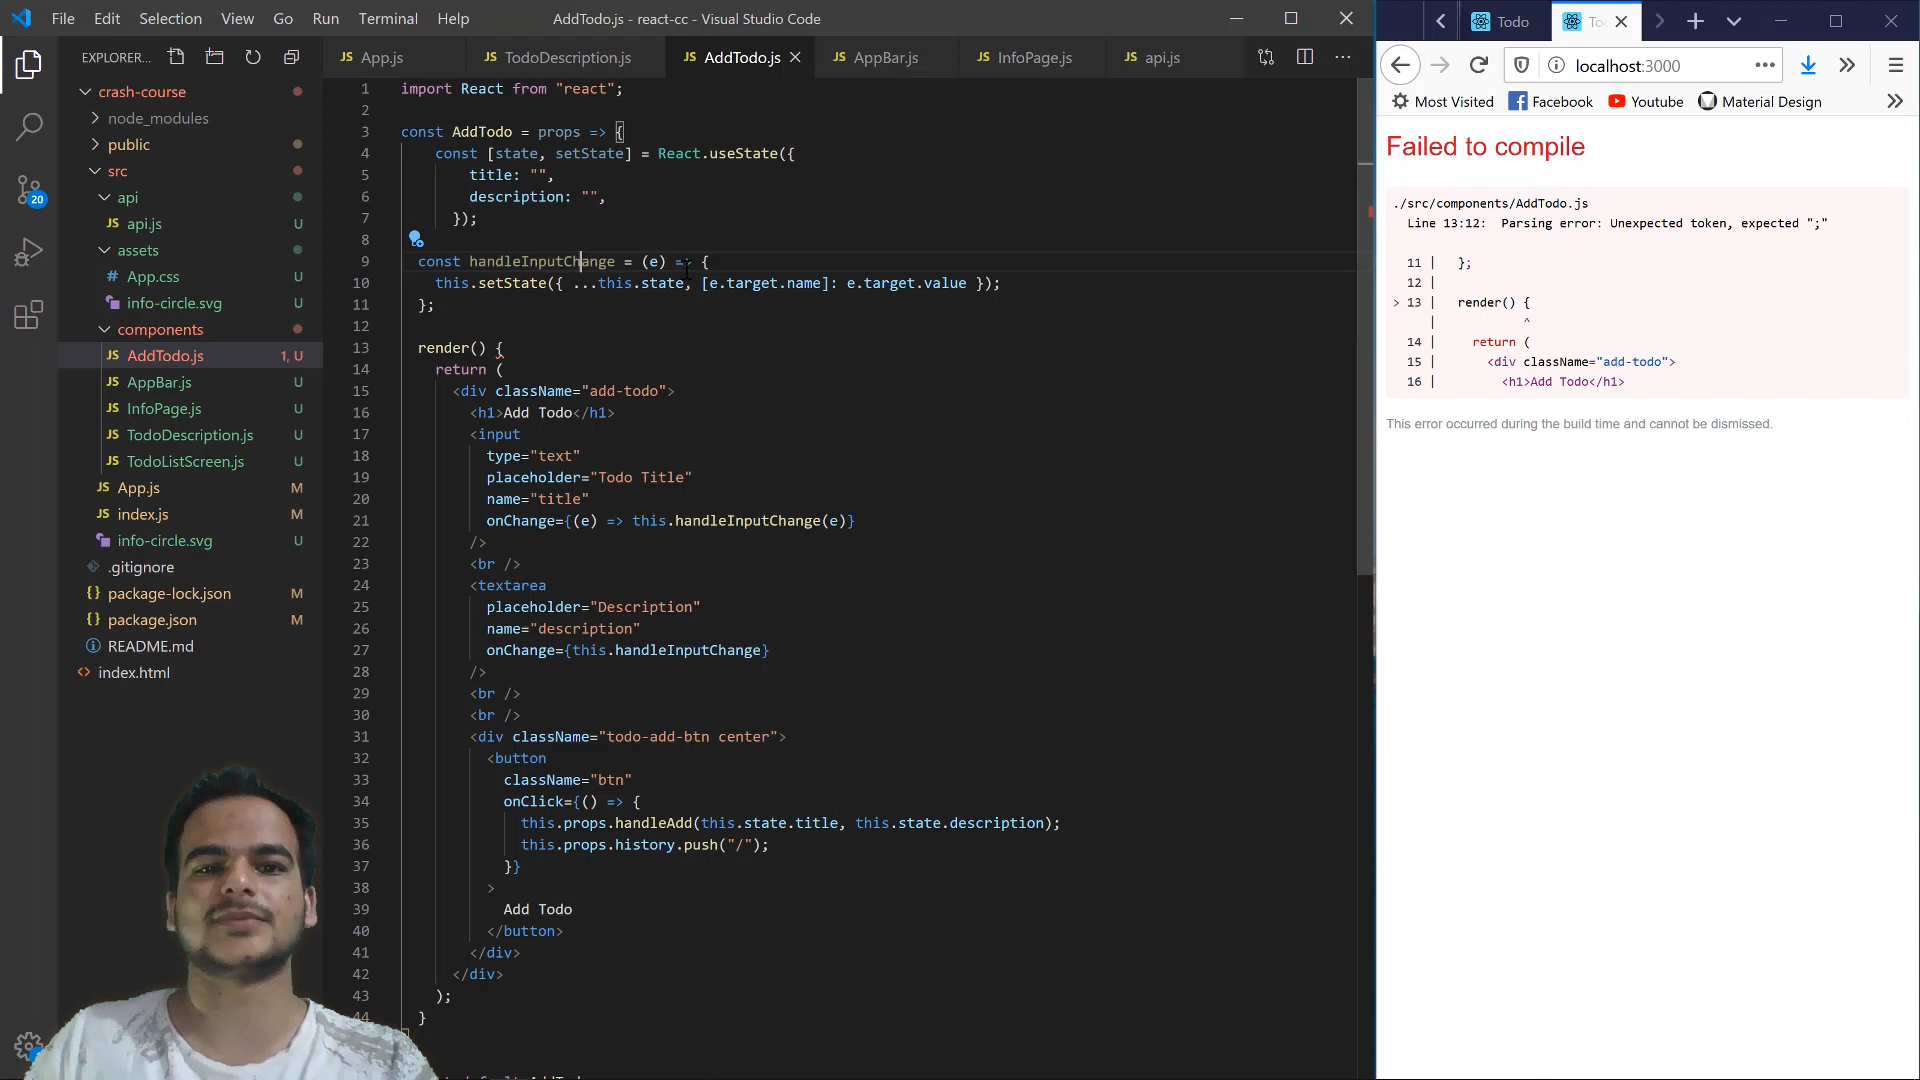 File Edit Selection View Go Run Terminal Help
AddTodo.js - react-cc - Visual Studio Code
EXPLORER...
crash-course
node_modules
public
src
api
JS api.js U
assets
# App.css U
info-circle.svg U
components
JS AddTodo.js 1, U
JS AppBar.js U
JS InfoPage.js U
JS TodoDescription.js U
JS TodoListScreen.js U
JS App.js M
JS index.js M
info-circle.svg U
.gitignore
{} package-lock.json M
{} package.json M
README.md
<> index.html
20
JS App.js JS TodoDescription.js JS AddTodo.js JS AppBar.js JS InfoPage.js JS api.js
1 import React from "react";
2
3 const AddTodo = props => {
4 const [state, setState] = React.useState({
5 title: "",
6 description: "",
7 });
8
9 const handleInputChange = (e) => {
10 this.setState({ ...this.state, [e.target.name]: e.target.value });
11 };
12
13 render() {
14 return (
15 <div className="add-todo">
16 <h1>Add Todo</h1>
17 <input
18 type="text"
19 placeholder="Todo Title"
20 name="title"
21 onChange={(e) => this.handleInputChange(e)}
22 />
23 <br />
24 <textarea
25 placeholder="Description"
26 name="description"
27 onChange={this.handleInputChange}
28 />
29 <br />
30 <br />
31 <div className="todo-add-btn center">
32 <button
33 className="btn"
34 onClick={() => {
35 this.props.handleAdd(this.state.title, this.state.description);
36 this.props.history.push("/");
37 }}
38 >
39 Add Todo
40 </button>
41 </div>
42 </div>
43 );
44 }
Todo
localhost:3000
Most Visited Facebook Youtube Material Design
Failed to compile
./src/components/AddTodo.js
Line 13:12: Parsing error: Unexpected token, expected ";"
11 | };
12 |
> 13 | render() {
| ^
14 | return (
15 | <div className="add-todo">
16 | <h1>Add Todo</h1>
This error occurred during the build time and cannot be dismissed.